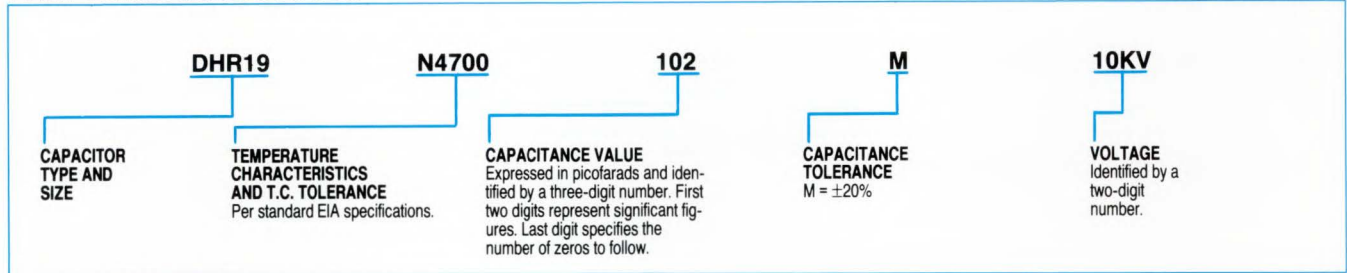 DHR19 N4700 102 M 10KV
CAPACITOR
TYPE AND
SIZE
TEMPERATURE
CHARACTERISTICS
AND T.C. TOLERANCE
Per standard EIA specifications.
CAPACITANCE VALUE
Expressed in picofarads and iden-
tified by a three-digit number. First
two digits represent significant fig-
ures. Last digit specifies the
number of zeros to follow.
CAPACITANCE
TOLERANCE
M = ±20%
VOLTAGE
Identified by a
two-digit
number.